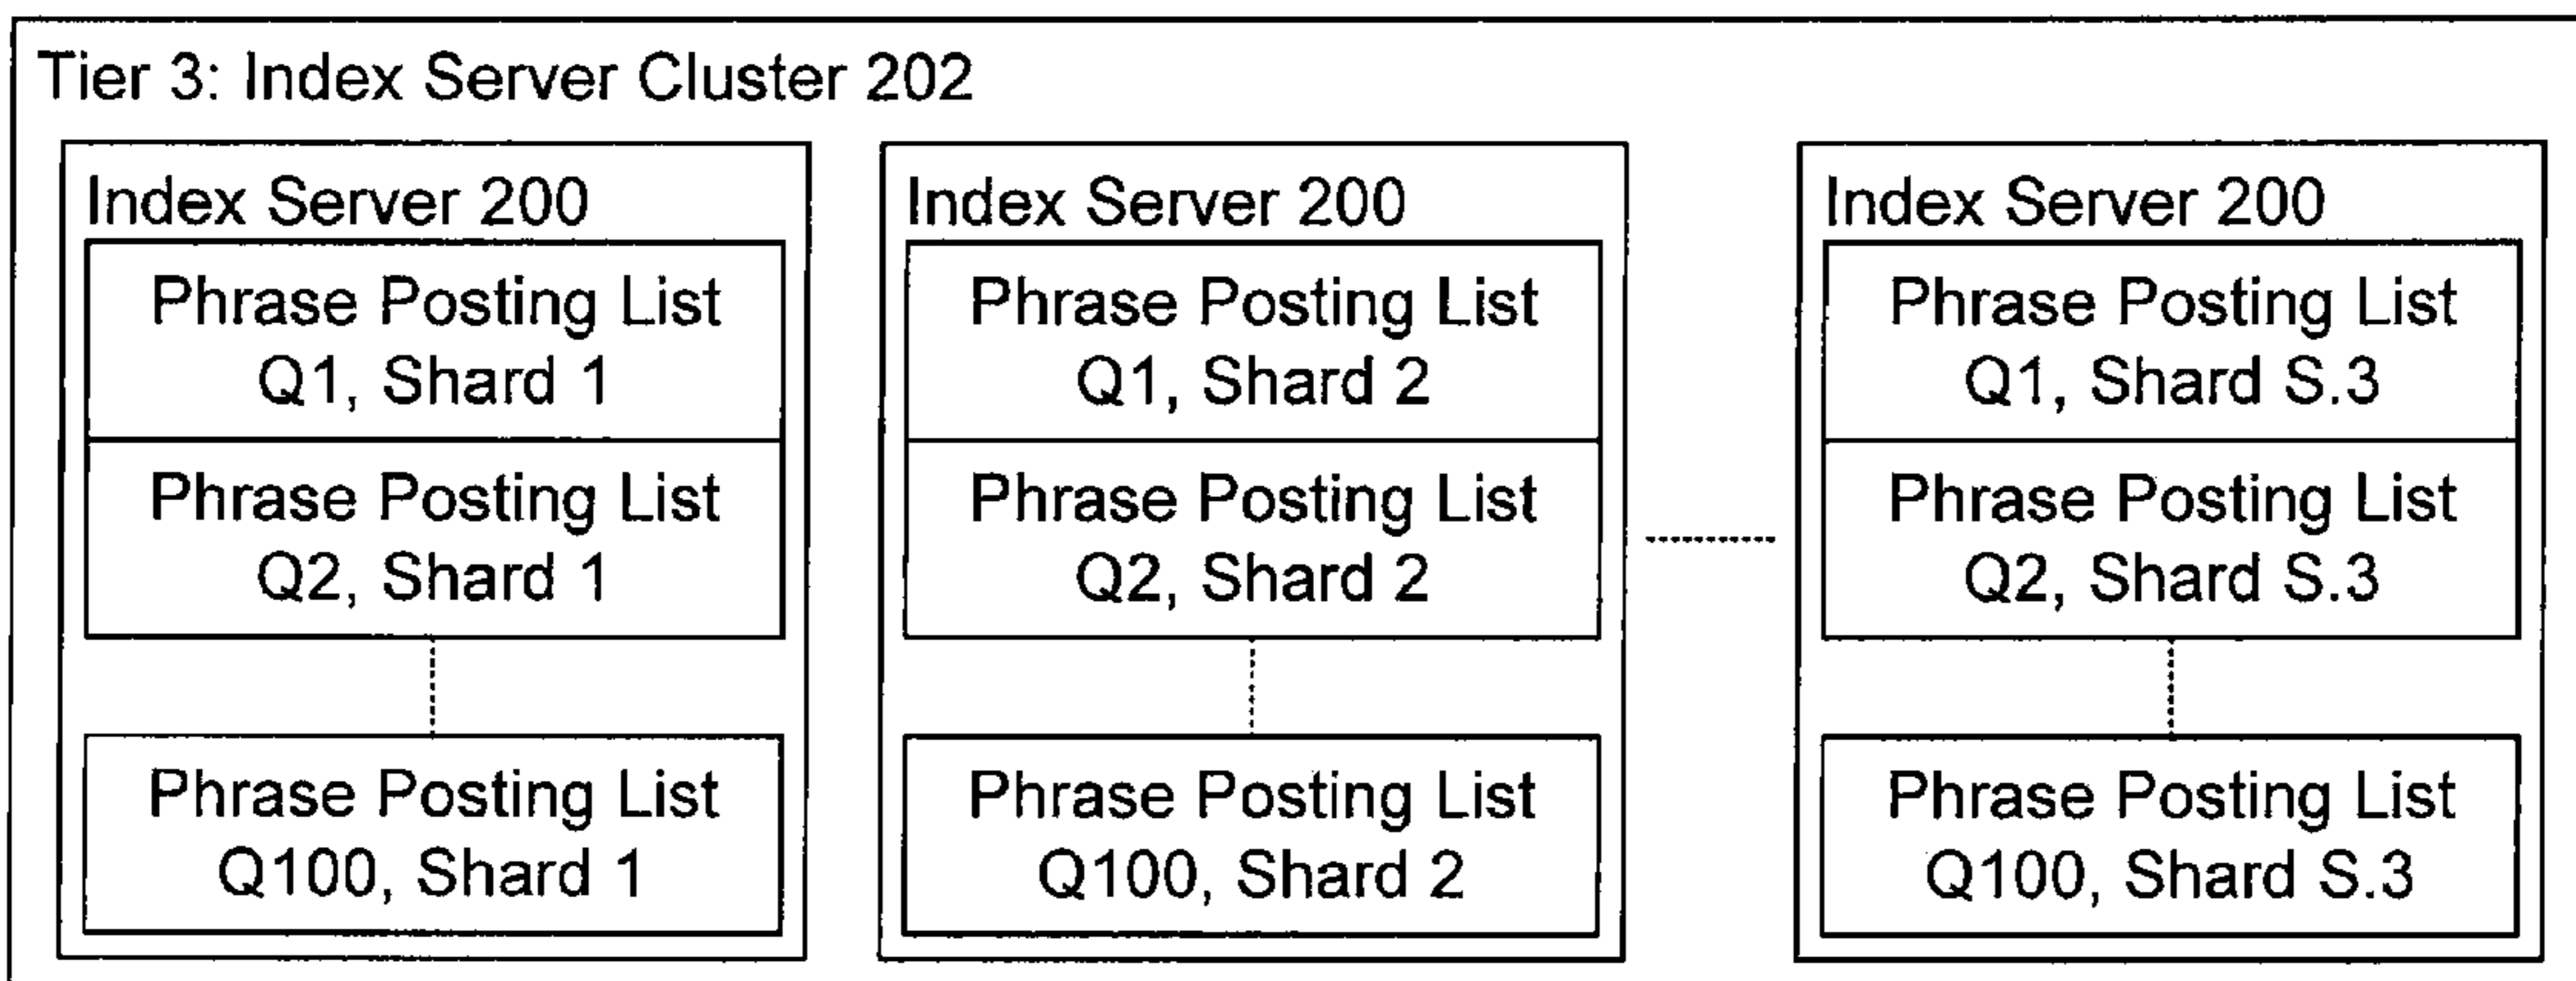 Tier 3: Index Server Cluster 202
Index Server 200
Phrase Posting List
Q1, Shard 1
Phrase Posting List
Q2, Shard 1
Phrase Posting List
Q100, Shard 1
Index Server 200
Phrase Posting List
Q1, Shard 2
Phrase Posting List
Q2, Shard 2
Phrase Posting List
Q100, Shard 2
Index Server 200
Phrase Posting List
Q1, Shard S.3
Phrase Posting List
Q2, Shard S.3
Phrase Posting List
Q100, Shard S.3